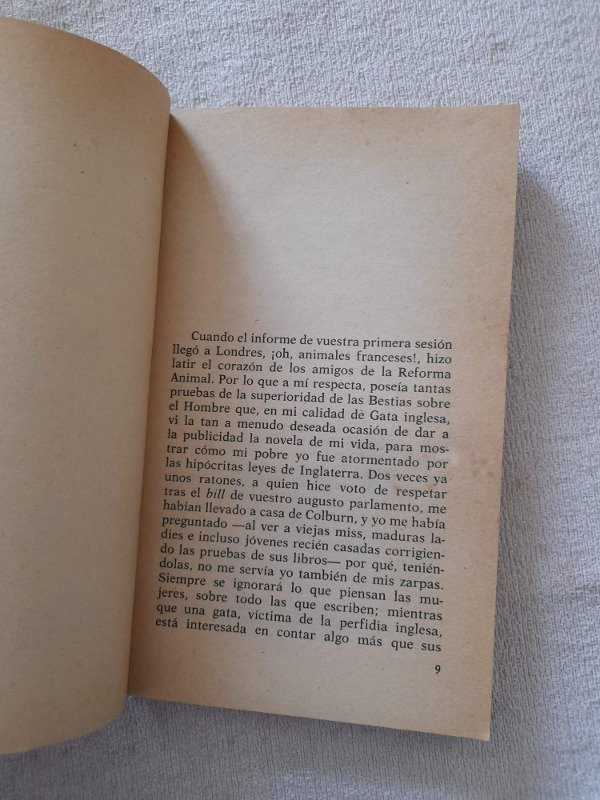 Cuando el informe de vuestra primera sesión
llegó a Londres, ¡oh, animales franceses!, hizo
latir el corazón de los amigos de la Reforma
Animal. Por lo que a mí respecta, poseía tantas
pruebas de la superioridad de las Bestias sobre
el Hombre que, en mi calidad de Gata inglesa,
vi la tan a menudo deseada ocasión de dar a
la publicidad la novela de mi vida, para mos-
trar cómo mi pobre yo fue atormentado por
las hipócritas leyes de Inglaterra. Dos veces ya
unos ratones, a quien hice voto de respetar
tras el bill de vuestro augusto parlamento, me
habían llevado a casa de Colburn, y yo me había
preguntado —al ver a viejas miss, maduras la-
dies e incluso jóvenes recién casadas corrigien-
do las pruebas de sus libros— por qué, tenién-
dolas, no me servía yo también de mis zarpas.
Siempre se ignorará lo que piensan las mu-
jeres, sobre todo las que escriben; mientras
que una gata, víctima de la perfidia inglesa,
está interesada en contar algo más que sus
9